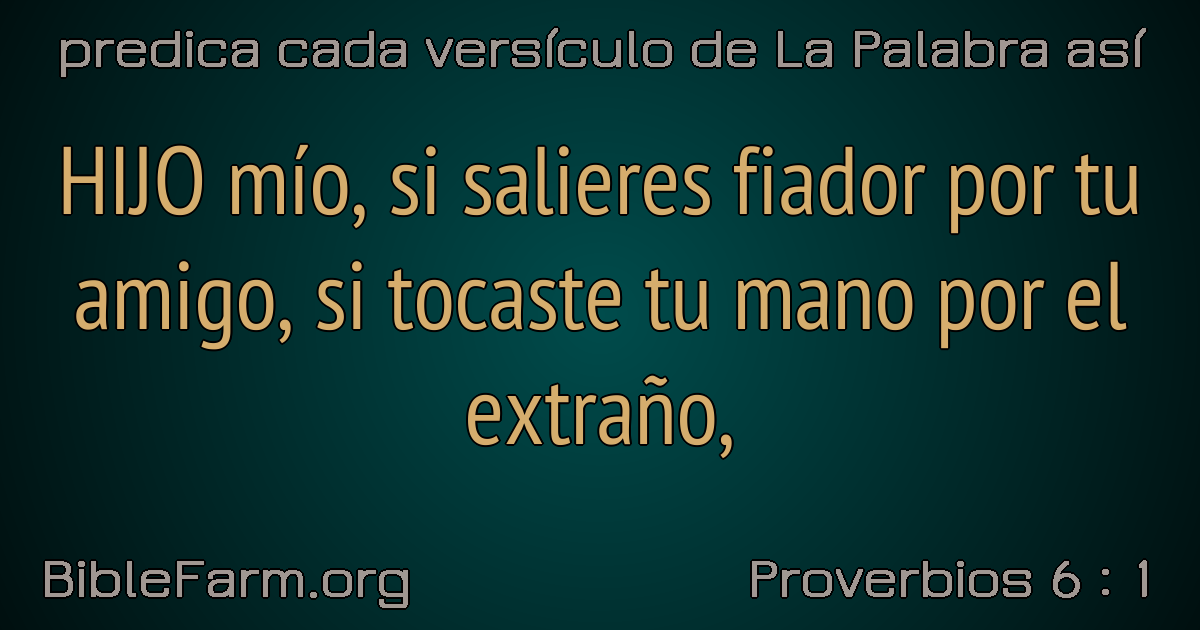 predica cada versículo de La Palabra así
HIJO mío, si salieres fiador por tu
amigo, si tocaste tu mano por el
extraño,
BibleFarm.org
Proverbios 6 : 1